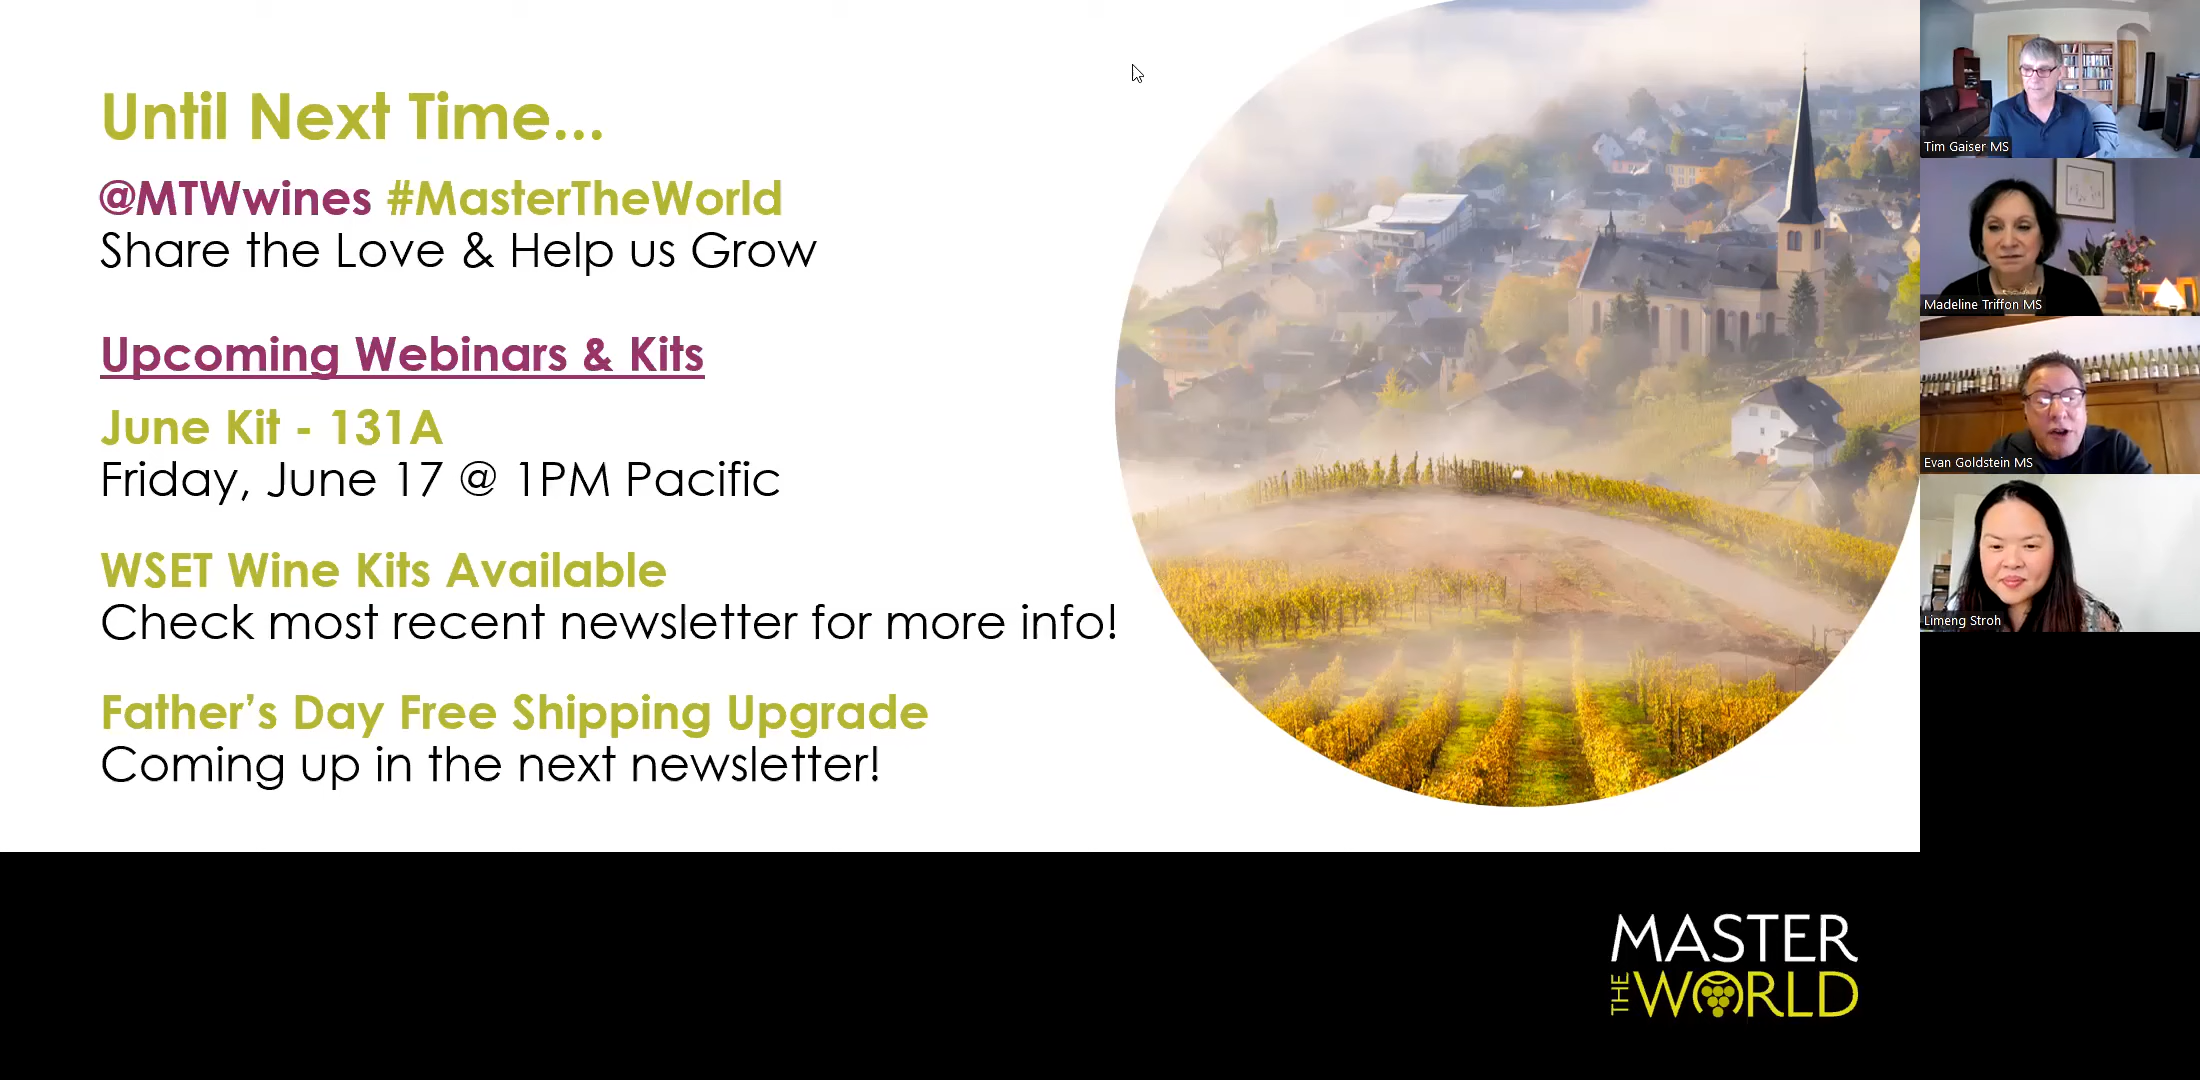 Until Next Time...
@MTWwines #MasterTheWorld
Share the Love & Help us Grow
Upcoming Webinars & Kits
June Kit - 131A
Friday, June 17 @ 1PM Pacific
WSET Wine Kits Available
Check most recent newsletter for more info!
Father’s Day Free Shipping Upgrade
Coming up in the next newsletter!
Tim Gaiser MS
Madeline Triffon MS
Evan Goldstein MS
Limeng Stroh
MASTER
THE WORLD